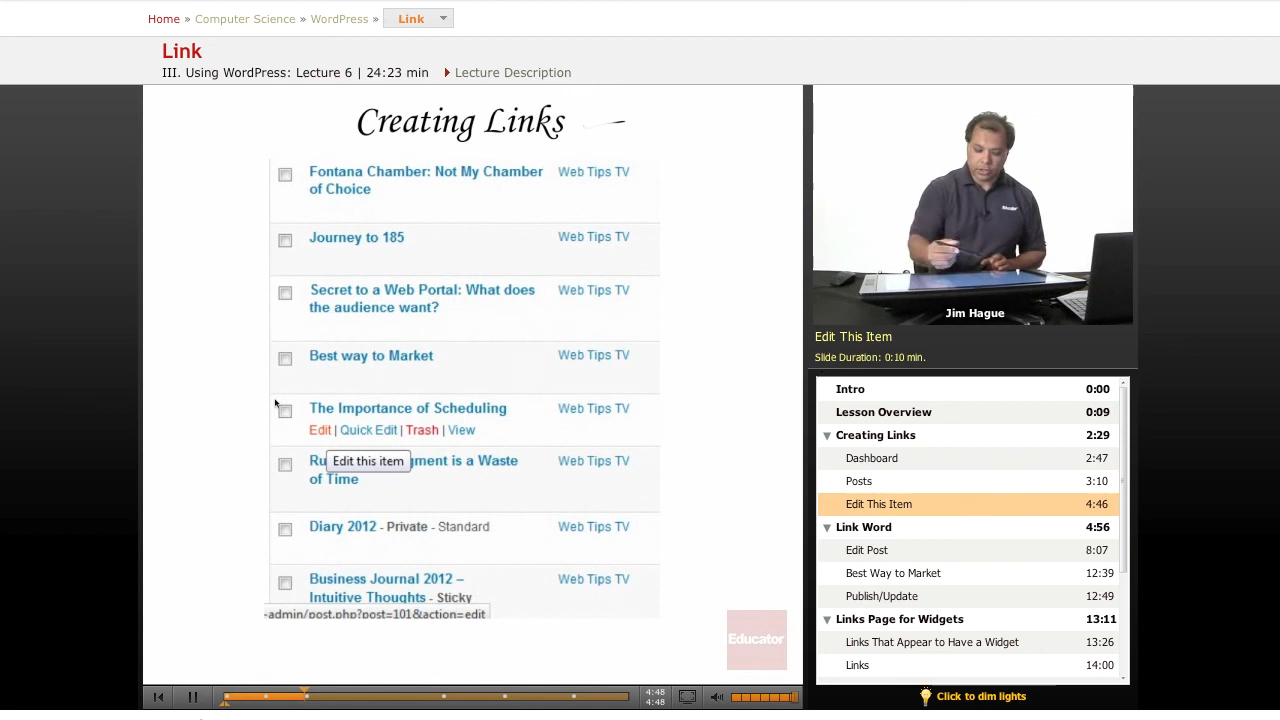 Home » Computer Science » WordPress » Link
Link
III. Using WordPress: Lecture 6 | 24:23 min Lecture Description
Creating Links
Fontana Chamber: Not My Chamber Web Tips TV
of Choice
Journey to 185 Web Tips TV
Secret to a Web Portal: What does Web Tips TV
the audience want?
Best way to Market Web Tips TV
The Importance of Scheduling Web Tips TV
Edit | Quick Edit | Trash | View
Ru gment is a Waste Web Tips TV
Edit this item
of Time
Diary 2012 - Private - Standard Web Tips TV
Business Journal 2012 – Web Tips TV
Intuitive Thoughts - Sticky
-admin/post.php?post=101&action=edit
Educator
Jim Hague
Edit This Item
Slide Duration: 0:10 min.
Intro 0:00
Lesson Overview 0:09
Creating Links 2:29
Dashboard 2:47
Posts 3:10
Edit This Item 4:46
Link Word 4:56
Edit Post 8:07
Best Way to Market 12:39
Publish/Update 12:49
Links Page for Widgets 13:11
Links That Appear to Have a Widget 13:26
Links 14:00
4:48
4:48
Click to dim lights